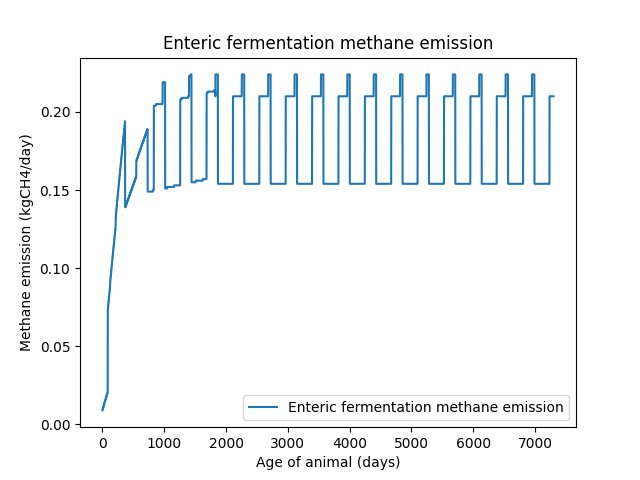 Enteric fermentation methane emission
Methane emission (kgCH4/day)
0.20
0.15
0.10
0.05
0.00
0 1000 2000 3000 4000 5000 6000 7000
Age of animal (days)
Enteric fermentation methane emission